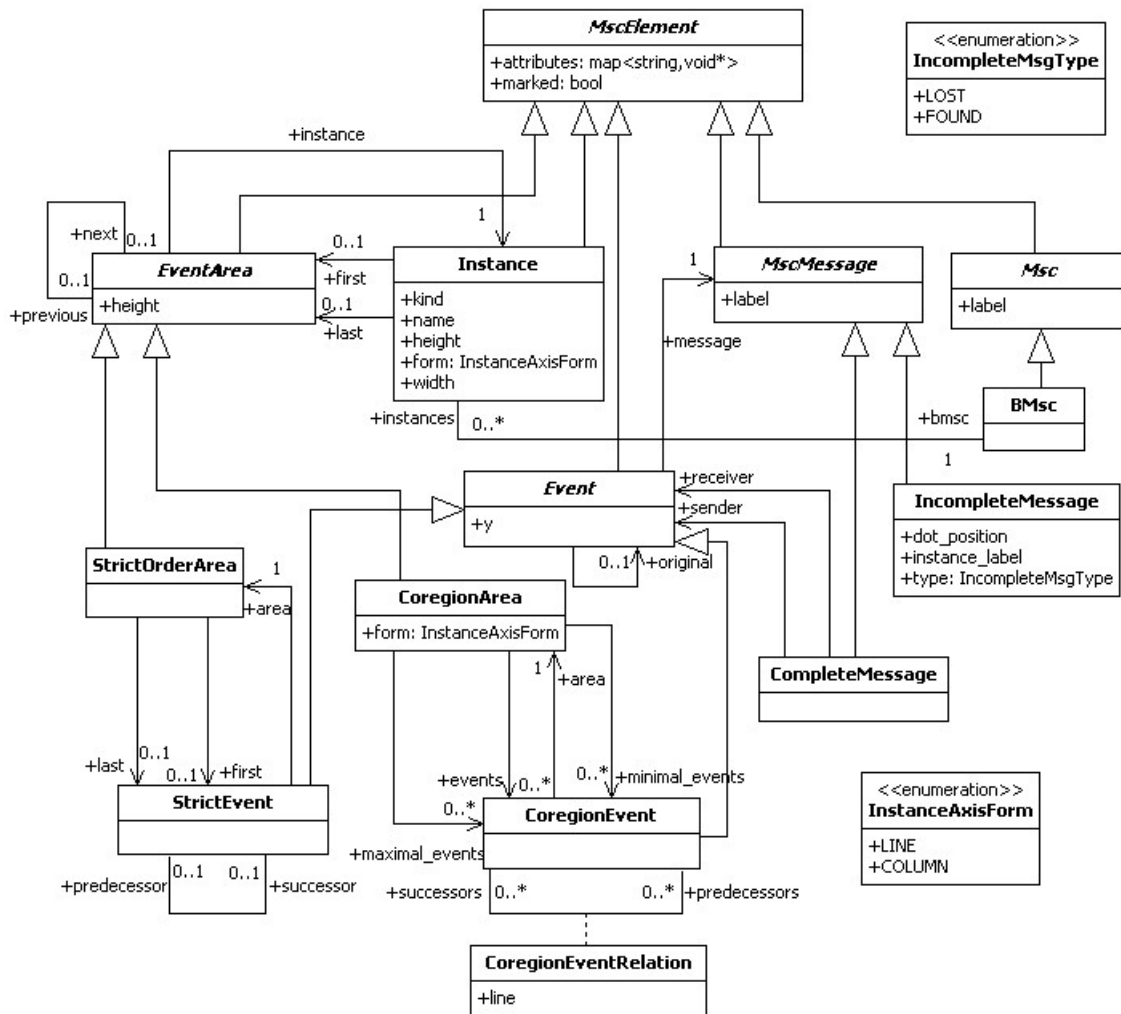 MscElement
+attributes: map<string,void*>
+marked: bool
<<enumeration>>
IncompleteMsgType
+LOST
+FOUND
+instance
1
+next
0..1
0..1
+previous
EventArea
+height
0..1
+first
0..1
+last
Instance
+kind
+name
+height
+form: InstanceAxisForm
+width
1
MscMessage
+label
+message
Msc
+label
+instances
0..*
+bmsc
1
BMsc
Event
+y
+receiver
+sender
0..1
+original
IncompleteMessage
+dot_position
+instance_label
+type: IncompleteMsgType
StrictOrderArea
1
+area
CoregionArea
+form: InstanceAxisForm
1
+area
CompleteMessage
+last
0..1
0..1
+first
StrictEvent
+predecessor
0..1
0..1
+successor
+events
0..*
0..*
+minimal_events
0..*
+maximal_events
CoregionEvent
+successors
0..*
0..*
+predecessors
<<enumeration>>
InstanceAxisForm
+LINE
+COLUMN
CoregionEventRelation
+line